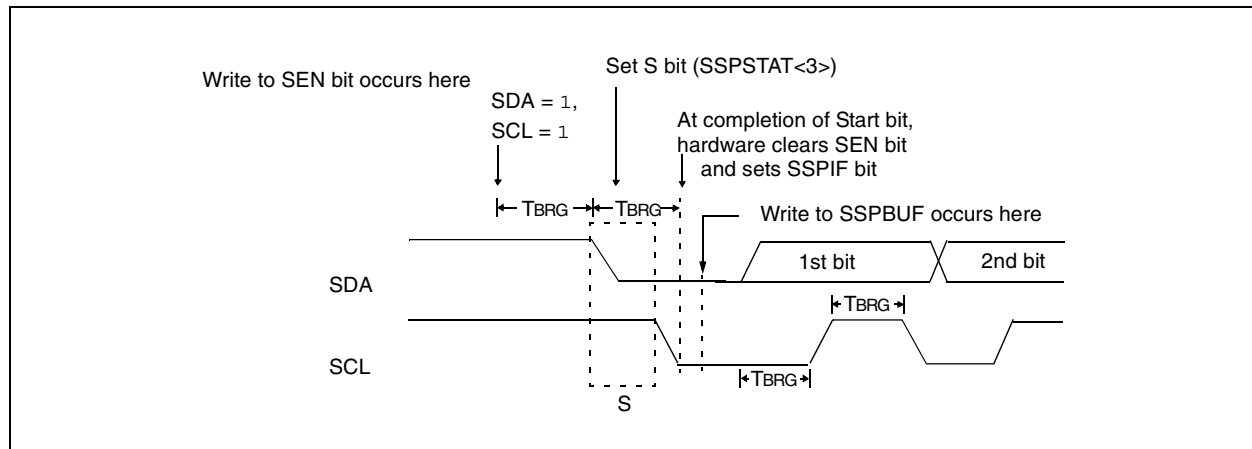 Write to SEN bit occurs here
Set S bit (SSPSTAT<3>)
SDA = 1,
SCL = 1
At completion of Start bit,
hardware clears SEN bit
and sets SSPIF bit
TBRG
TBRG
Write to SSPBUF occurs here
SDA
1st bit
2nd bit
TBRG
SCL
TBRG
S